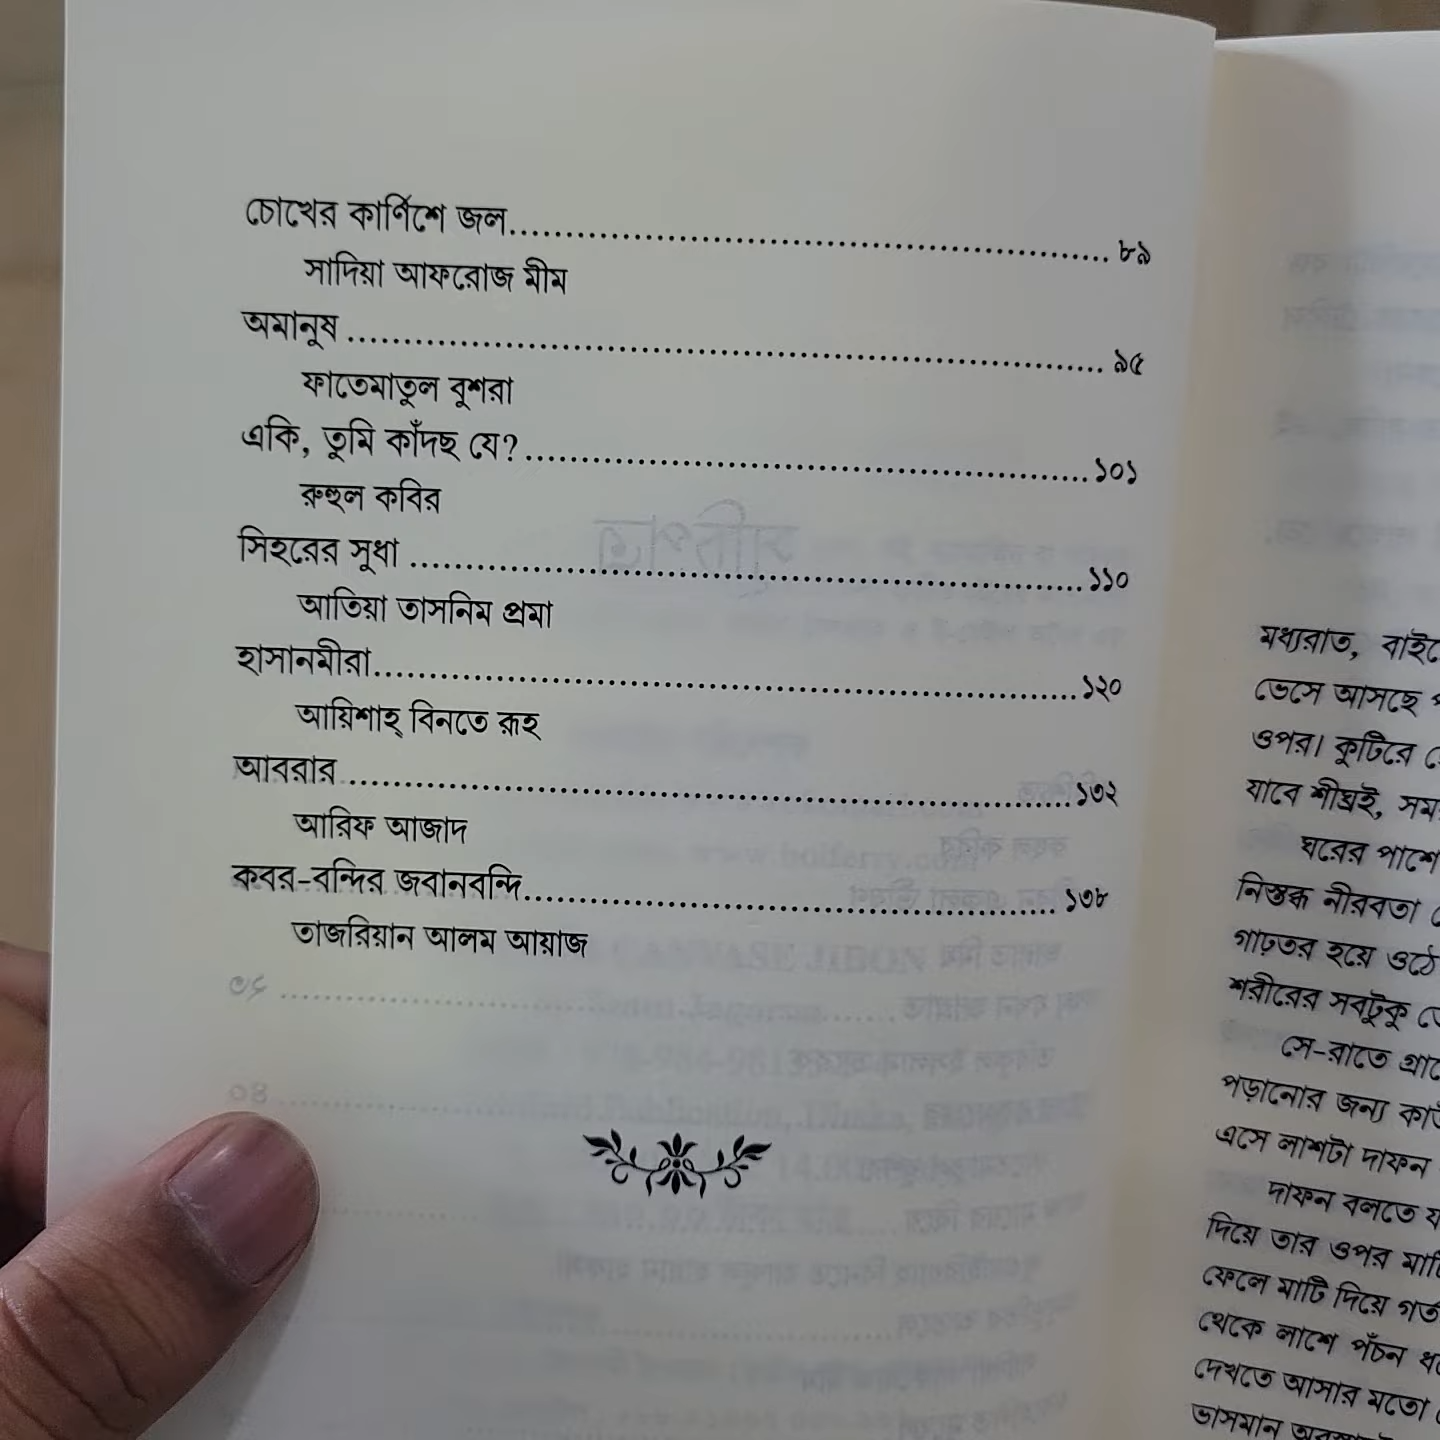 চোখের কার্ণিশে জল.......................................................... ৮৯
সাদিয়া আফরোজ মীম
অমানুষ .......................................................................... ৯৫
ফাতেমাতুল বুশরা
একি, তুমি কাঁদছ যে?...................................................... ১০১
রুহুল কবির
সিহরের সুধা ................................................................. ১১০
আতিয়া তাসনিম প্রমা
হাসানমীরা.................................................................... ১২০
আয়িশাহ্ বিনতে রূহ
আবরার ....................................................................... ১৩২
আরিফ আজাদ
কবর-বন্দির জবানবন্দি.................................................... ১৩৮
তাজরিয়ান আলম আয়াজ
মধ্যরাত,
ভেসে আসছে
ওপর। কুটিরে
যাবে শীঘ্রই,
ঘরের পাশে
নিস্তব্ধ নীরবতা
গাঢ়তর হয়ে ওঠে
শরীরের সবটুকু
সে-রাতে
পড়ানোর জন্য
এসে লাশটা দাফন
দাফন বলতে
দিয়ে তার ওপর
ফেলে মাটি দিয়ে
থেকে লাশে পঁচন
দেখতে আসার মতো
ভাসমান